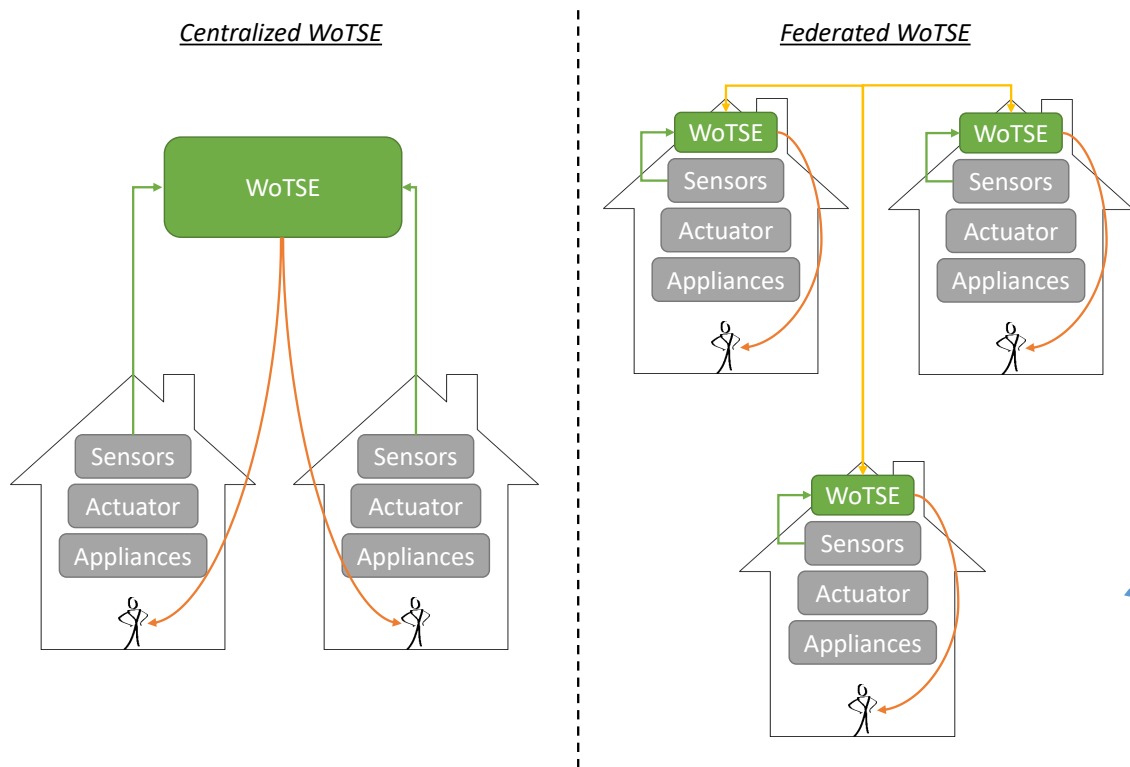 Centralized WoTSE
WoTSE
Sensors
Actuator
Appliances
Sensors
Actuator
Appliances
Federated WoTSE
WoTSE
Sensors
Actuator
Appliances
WoTSE
Sensors
Actuator
Appliances
WoTSE
Sensors
Actuator
Appliances